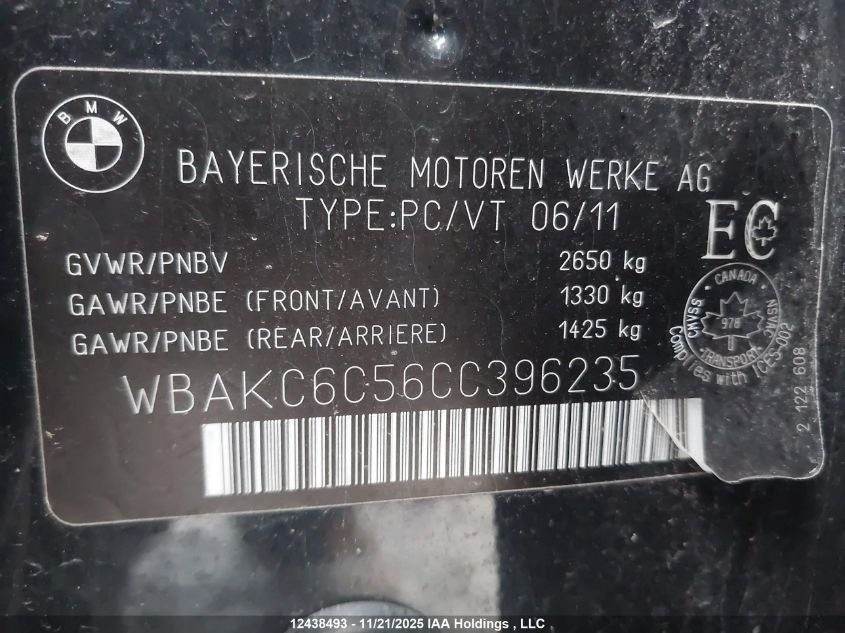 BMW
BAYERISCHE MOTOREN WERKE AG
TYPE:PC/VT 06/11
EC
GVWR/PNBV 2650 kg
GAWR/PNBE (FRONT/AVANT) 1330 kg
GAWR/PNBE (REAR/ARRIERE) 1425 kg
CANADA
CMVSS
NSVAC
978
TRANSPORT
Complies with ICES-002
2 122 608
WBAKC6C56CC396235
12438493 - 11/21/2025 IAA Holdings , LLC